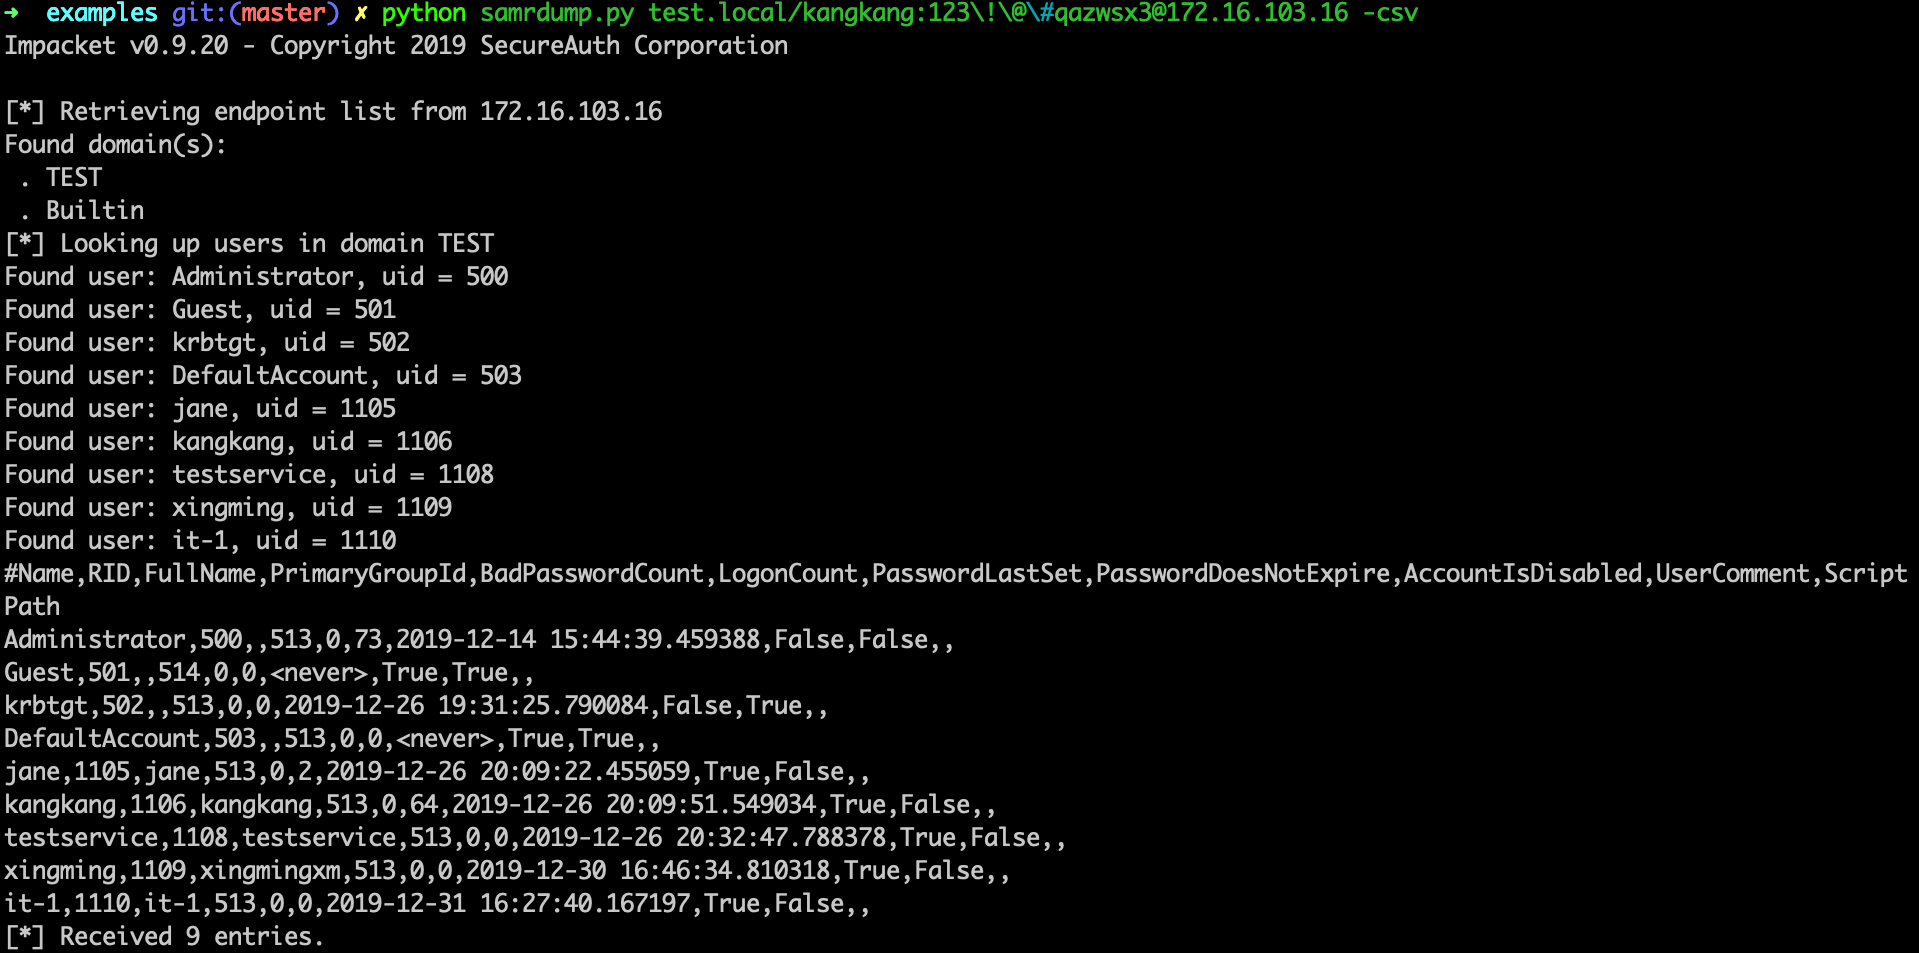 ➜  examples git:(master) ✗ python samrdump.py test.local/kangkang:123\!\@\#qazwsx3@172.16.103.16 -csv
Impacket v0.9.20 - Copyright 2019 SecureAuth Corporation

[*] Retrieving endpoint list from 172.16.103.16
Found domain(s):
 . TEST
 . Builtin
[*] Looking up users in domain TEST
Found user: Administrator, uid = 500
Found user: Guest, uid = 501
Found user: krbtgt, uid = 502
Found user: DefaultAccount, uid = 503
Found user: jane, uid = 1105
Found user: kangkang, uid = 1106
Found user: testservice, uid = 1108
Found user: xingming, uid = 1109
Found user: it-1, uid = 1110
#Name,RID,FullName,PrimaryGroupId,BadPasswordCount,LogonCount,PasswordLastSet,PasswordDoesNotExpire,AccountIsDisabled,UserComment,Script
Path
Administrator,500,,513,0,73,2019-12-14 15:44:39.459388,False,False,,
Guest,501,,514,0,0,<never>,True,True,,
krbtgt,502,,513,0,0,2019-12-26 19:31:25.790084,False,True,,
DefaultAccount,503,,513,0,0,<never>,True,True,,
jane,1105,jane,513,0,2,2019-12-26 20:09:22.455059,True,False,,
kangkang,1106,kangkang,513,0,64,2019-12-26 20:09:51.549034,True,False,,
testservice,1108,testservice,513,0,0,2019-12-26 20:32:47.788378,True,False,,
xingming,1109,xingmingxm,513,0,0,2019-12-30 16:46:34.810318,True,False,,
it-1,1110,it-1,513,0,0,2019-12-31 16:27:40.167197,True,False,,
[*] Received 9 entries.